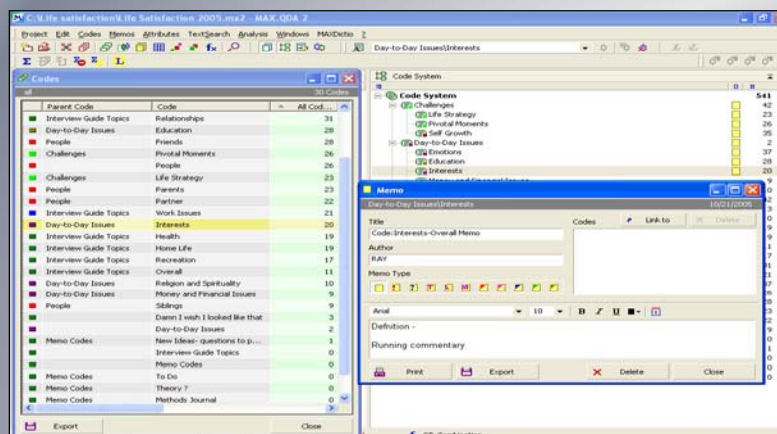 C:\Life satisfaction\Life Satisfaction 2005.mx2 - MAX.QDA 2
Project Edit Codes Memos Attributes TextSearch Analysis Windows MAXDictio ?
Day-to-Day Issues\Interests
Codes
all 30 Codes
Parent Code Code All Cod...
Interview Guide Topics Relationships 31
Day-to-Day Issues Education 28
People Friends 28
Challenges Pivotal Moments 26
People 26
Challenges Life Strategy 23
People Parents 23
People Partner 22
Interview Guide Topics Work Issues 21
Day-to-Day Issues Interests 20
Interview Guide Topics Health 19
Interview Guide Topics Home Life 19
Interview Guide Topics Recreation 17
Interview Guide Topics Overall 11
Day-to-Day Issues Religion and Spirituality 10
Day-to-Day Issues Money and Financial Issues 9
People Siblings 9
Damn I wish I looked like that 3
Day-to-Day Issues 2
Memo Codes New Ideas- questions to p... 1
Interview Guide Topics 0
Memo Codes 0
Memo Codes To Do 0
Memo Codes Theory ? 0
Memo Codes Methods Journal 0
Export Close
Code System
Code System 541
Challenges 42
Life Strategy 23
Pivotal Moments 26
Self Growth 35
Day-to-Day Issues 2
Emotions 37
Education 28
Interests 20
Memo
Day-to-Day Issues\Interests 10/21/2005
Title Codes Link to Delete
Code:Interests-Overall Memo
Author
RAY
Memo Type
Arial 10 B I U
Defnition -
Running commentary
Print Export Delete Close